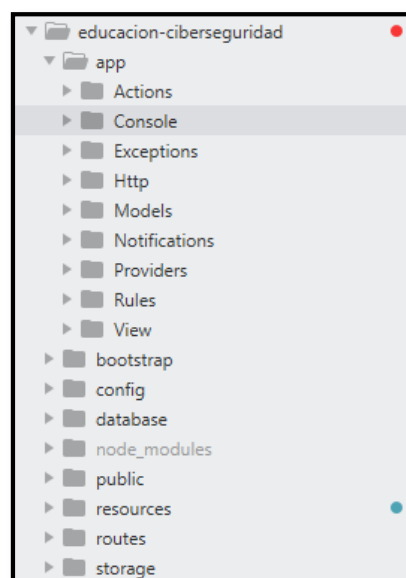 educacion-ciberseguridad
app
Actions
Console
Exceptions
Http
Models
Notifications
Providers
Rules
View
bootstrap
config
database
node_modules
public
resources
routes
storage